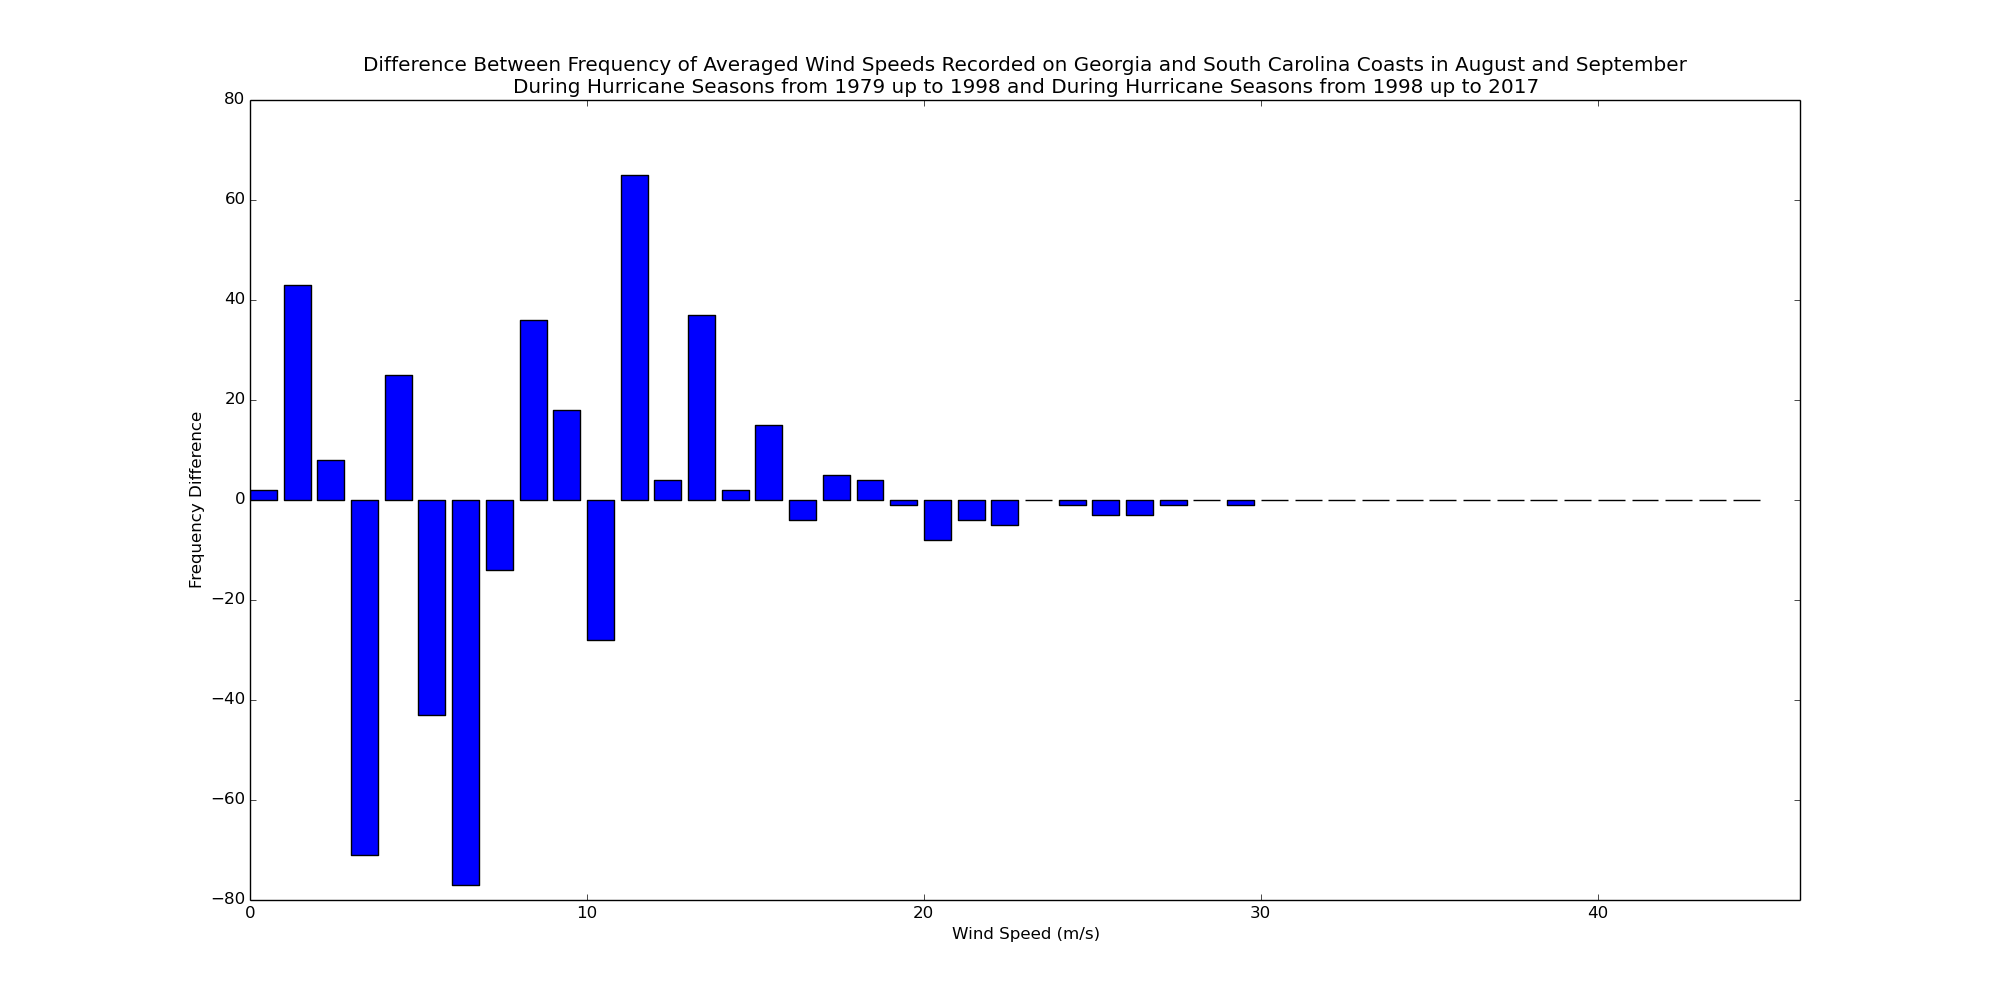 Difference Between Frequency of Averaged Wind Speeds Recorded on Georgia and South Carolina Coasts in August and September
During Hurricane Seasons from 1979 up to 1998 and During Hurricane Seasons from 1998 up to 2017
80
60
40
20
0
−20
−40
−60
−80
Frequency Difference
0 10 20 30 40
Wind Speed (m/s)